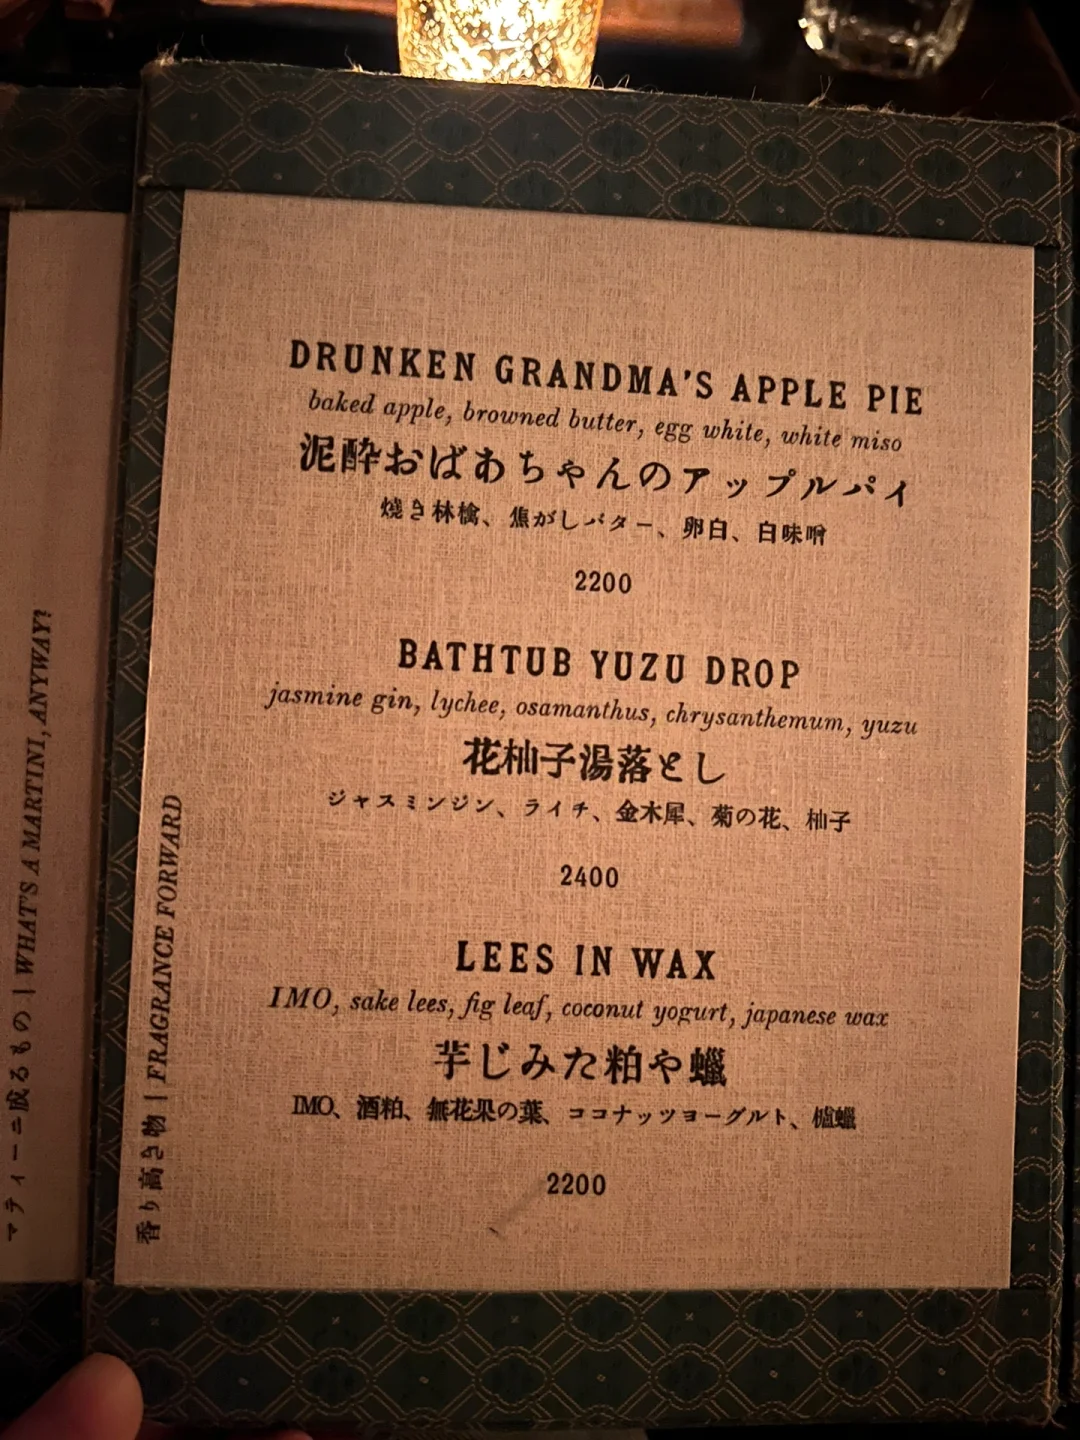 マティーニ成るもの | WHAT'S A MARTINI, ANYWAY?
香り高き物 | FRAGRANCE FORWARD
DRUNKEN GRANDMA'S APPLE PIE
baked apple, browned butter, egg white, white miso
泥酔おばあちゃんのアップルパイ
焼き林檎、焦がしバター、卵白、白味噌
2200
BATHTUB YUZU DROP
jasmine gin, lychee, osamanthus, chrysanthemum, yuzu
花柚子湯落とし
ジャスミンジン、ライチ、金木犀、菊の花、柚子
2400
LEES IN WAX
IMO, sake lees, fig leaf, coconut yogurt, japanese wax
芋じみた粕や蠟
IMO、酒粕、無花果の葉、ココナッツヨーグルト、樨蠟
2200